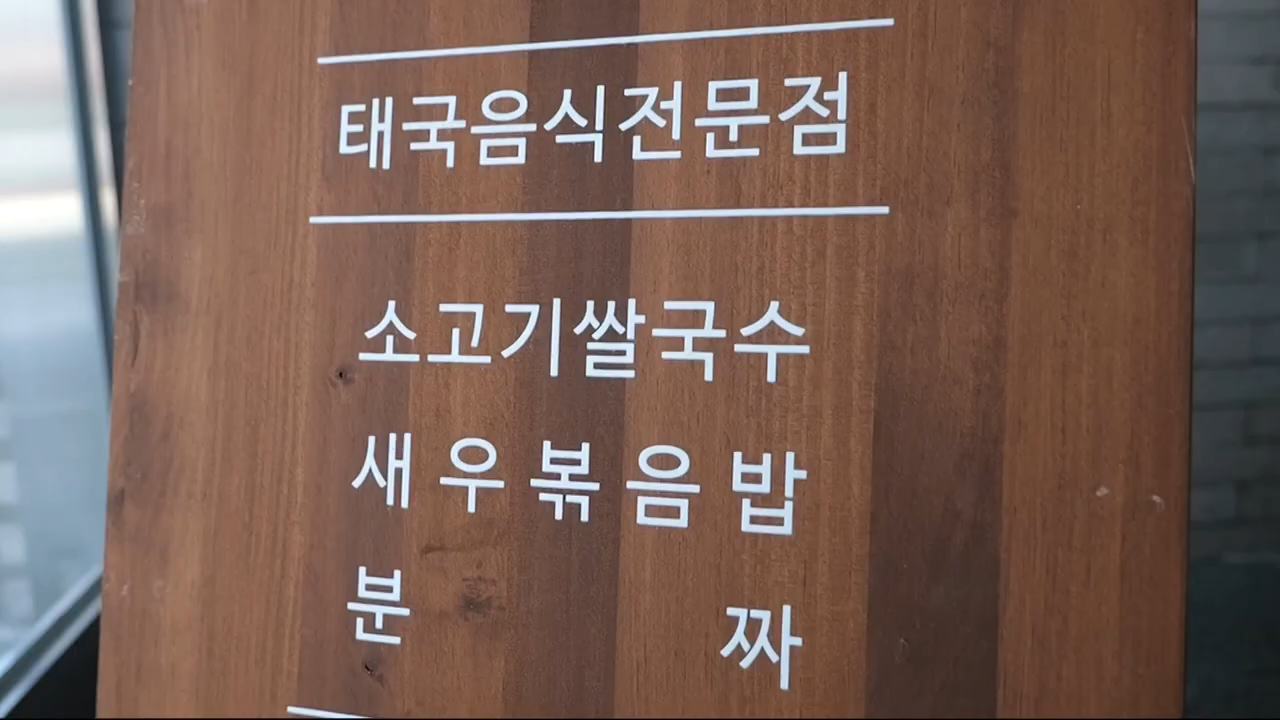 태국음식전문점
소고기쌀국수
새우볶음밥
분 짜